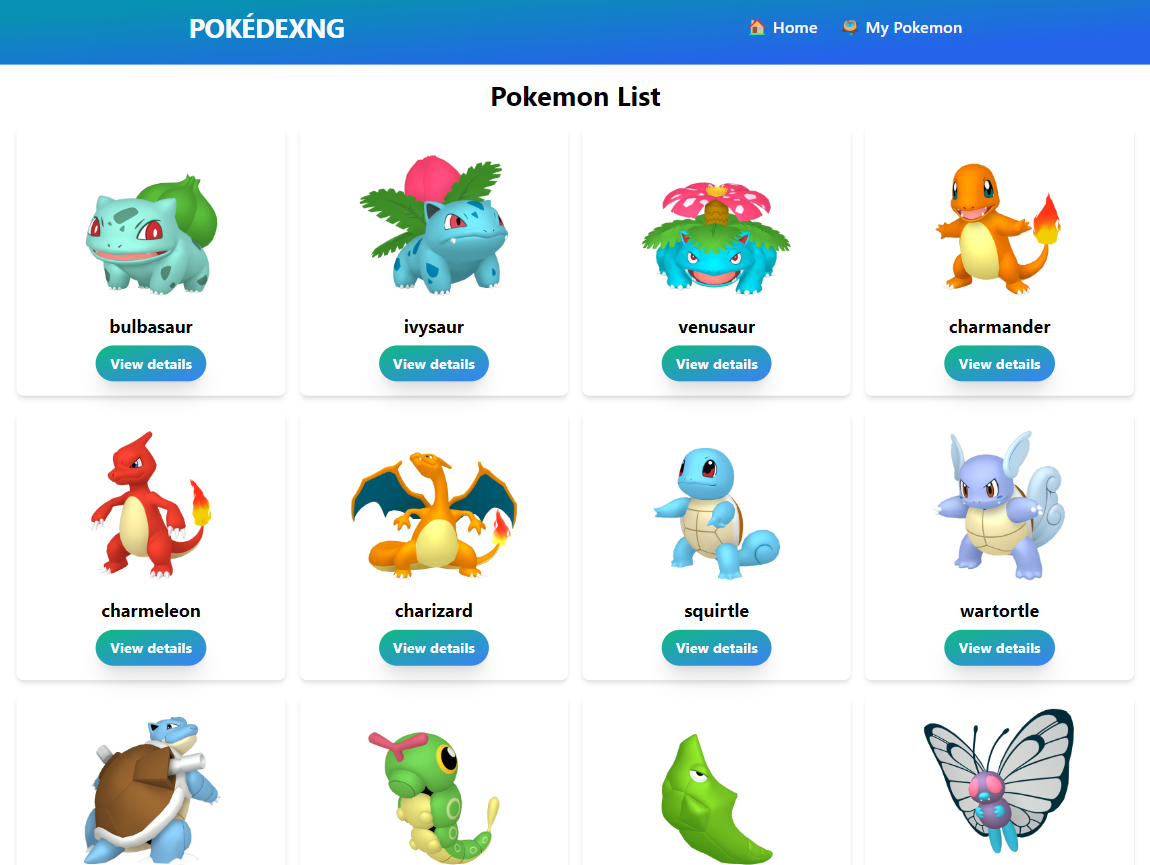 POKÉDEXNG
Home
My Pokemon
Pokemon List
bulbasaur
View details
ivysaur
View details
venusaur
View details
charmander
View details
charmeleon
View details
charizard
View details
squirtle
View details
wartortle
View details